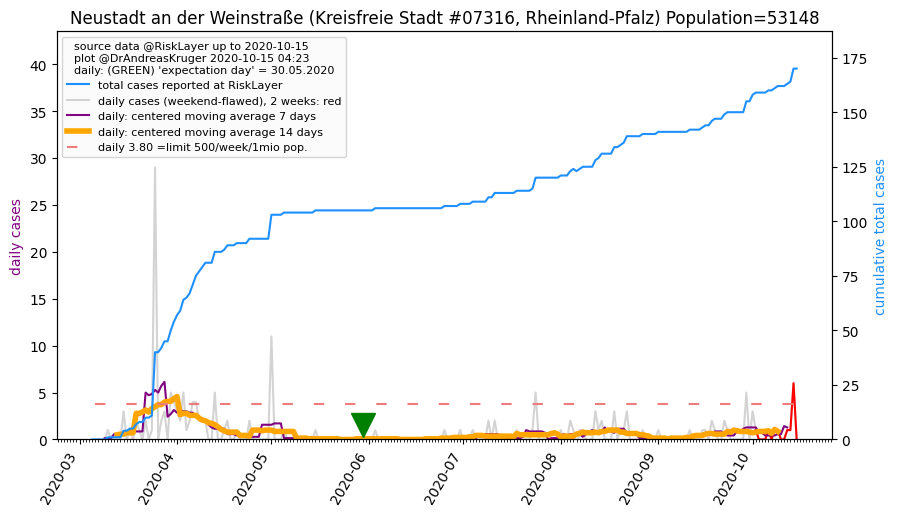 Neustadt an der Weinstraße (Kreisfreie Stadt #07316, Rheinland-Pfalz) Population=53148
source data @RiskLayer up to 2020-10-15
plot @DrAndreasKruger 2020-10-15 04:23
daily: (GREEN) 'expectation day' = 30.05.2020
total cases reported at RiskLayer
daily cases (weekend-flawed), 2 weeks: red
daily: centered moving average 7 days
daily: centered moving average 14 days
daily 3.80 =limit 500/week/1mio pop.
daily cases
40
35
30
25
20
15
10
5
0
cumulative total cases
175
150
125
100
75
50
25
0
2020-03
2020-04
2020-05
2020-06
2020-07
2020-08
2020-09
2020-10